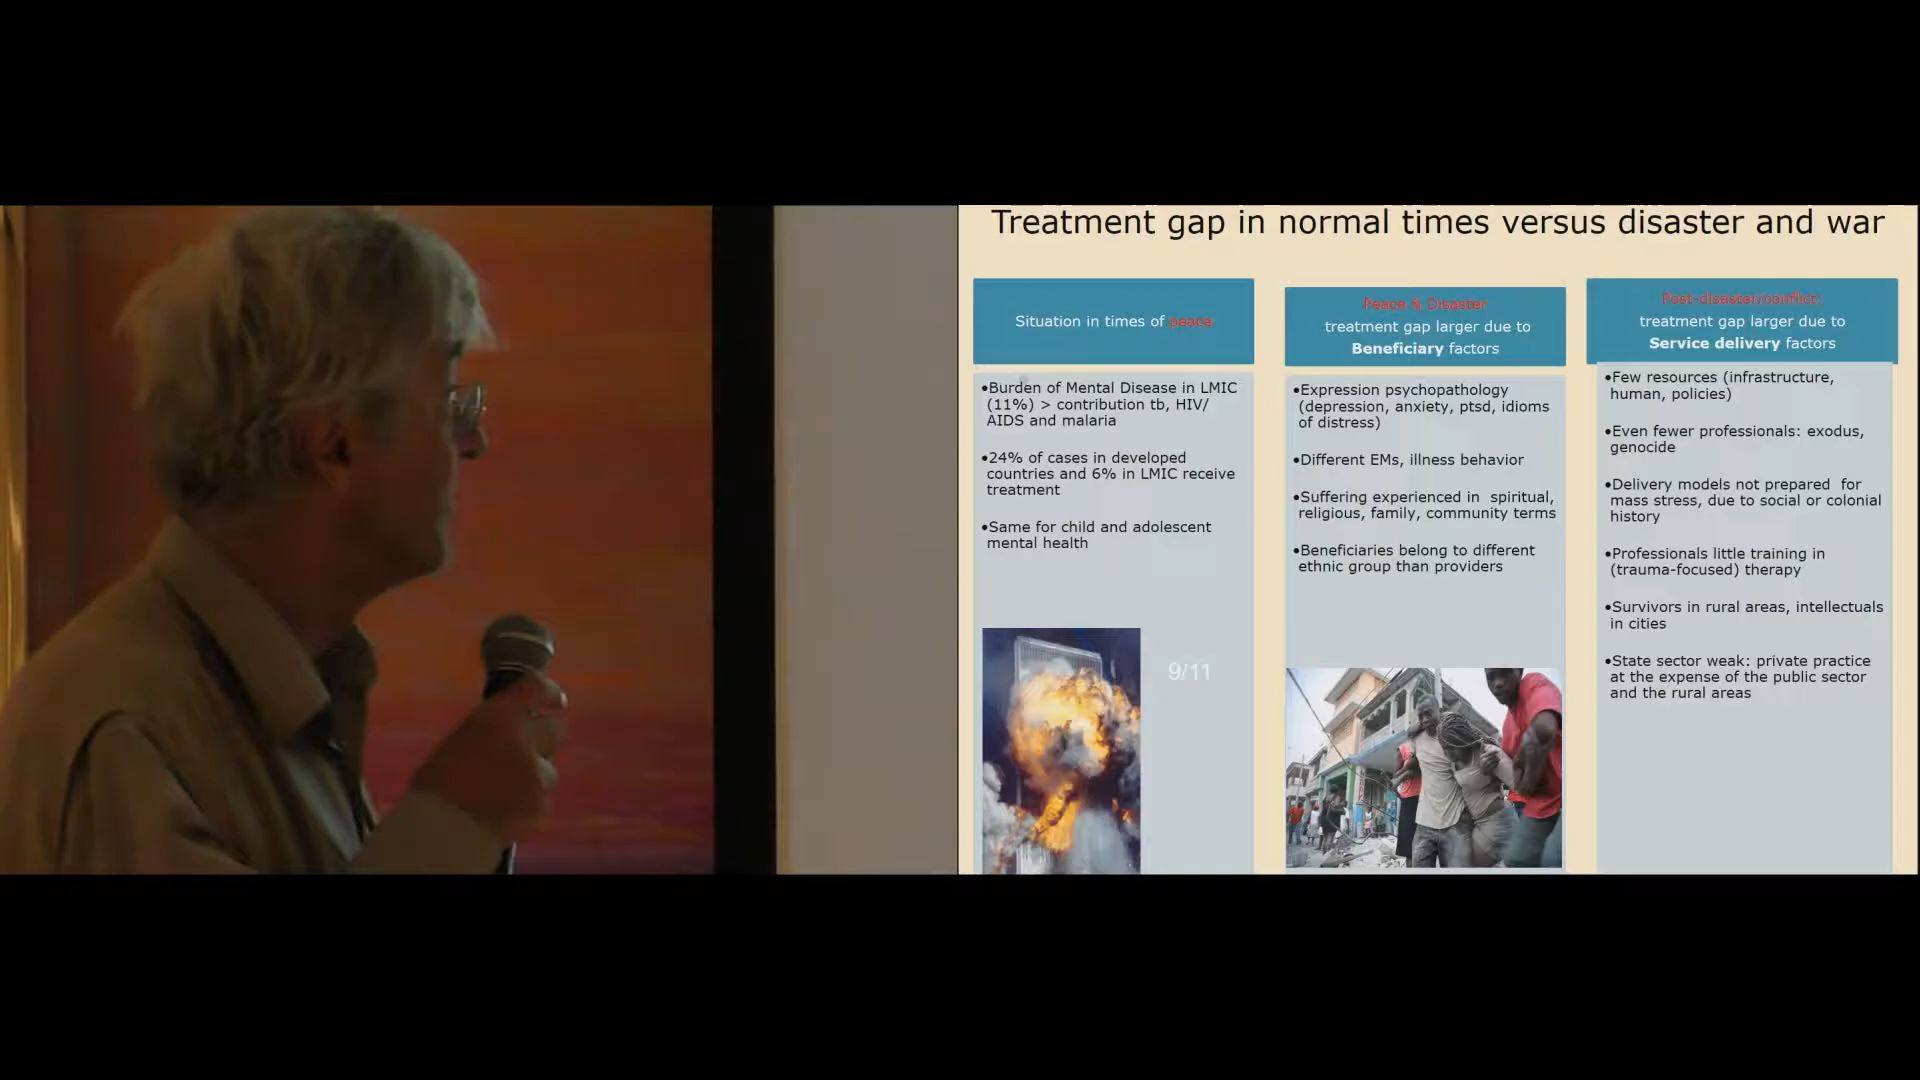 Treatment gap in normal times versus disaster and war
Situation in times of peace
•Burden of Mental Disease in LMIC
(11%) > contribution tb, HIV/
AIDS and malaria
•24% of cases in developed
countries and 6% in LMIC receive
treatment
•Same for child and adolescent
mental health
9/11
Peace & Disaster
treatment gap larger due to
Beneficiary factors
•Expression psychopathology
(depression, anxiety, ptsd, idioms
of distress)
•Different EMs, illness behavior
•Suffering experienced in  spiritual,
religious, family, community terms
•Beneficiaries belong to different
ethnic group than providers
Post-disaster/conflict:
treatment gap larger due to
Service delivery factors
•Few resources (infrastructure,
human, policies)
•Even fewer professionals: exodus,
genocide
•Delivery models not prepared  for
mass stress, due to social or colonial
history
•Professionals little training in
(trauma-focused) therapy
•Survivors in rural areas, intellectuals
in cities
•State sector weak: private practice
at the expense of the public sector
and the rural areas